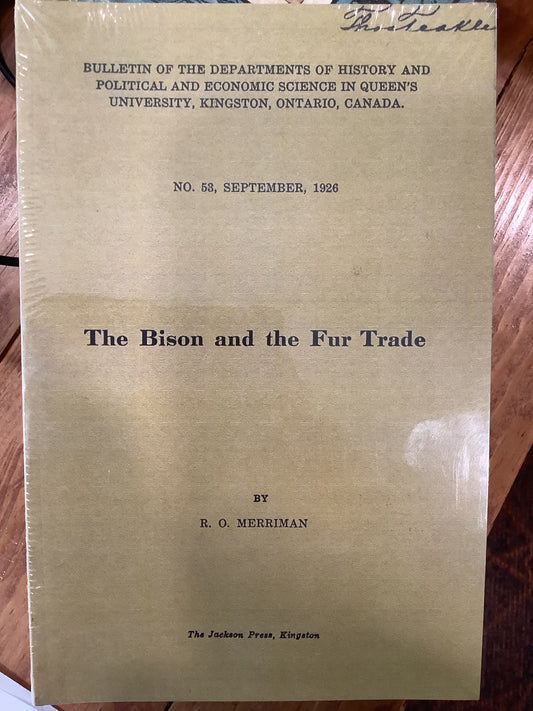 BULLETIN OF THE DEPARTMENTS OF HISTORY AND
POLITICAL AND ECONOMIC SCIENCE IN QUEEN'S
UNIVERSITY, KINGSTON, ONTARIO, CANADA.
NO. 53, SEPTEMBER, 1926
The Bison and the Fur Trade
BY
R. O. MERRIMAN
The Jackson Press, Kingston